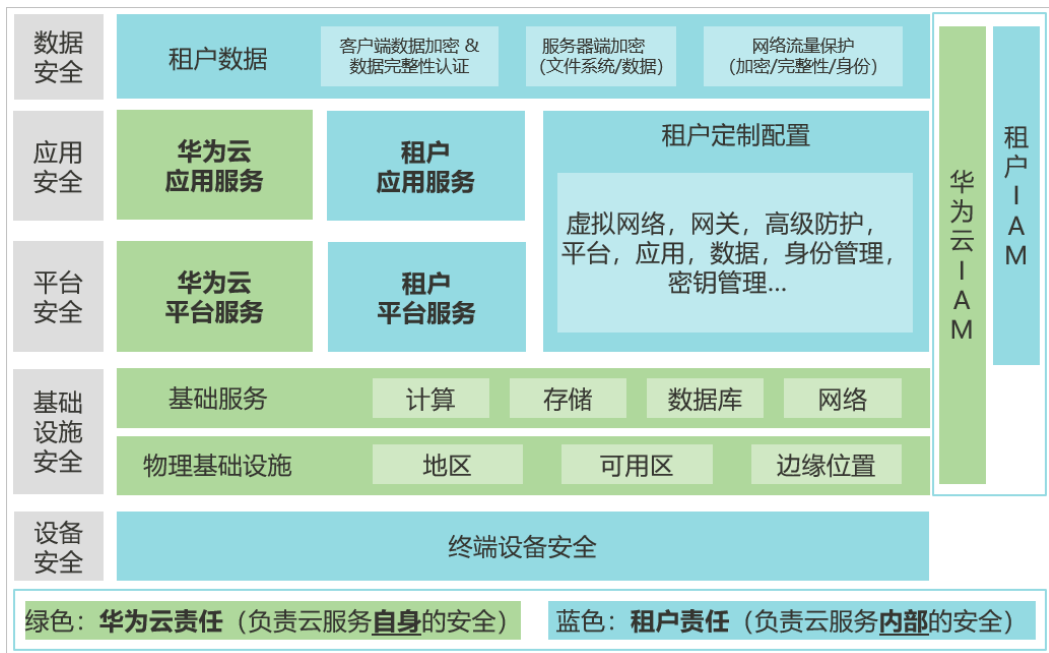 数据
安全
租户数据
客户端数据加密 &
数据完整性认证
服务器端加密
(文件系统/数据)
网络流量保护
(加密/完整性/身份)
应用
安全
华为云
应用服务
租户
应用服务
租户定制配置
虚拟网络，网关，高级防护，
平台，应用，数据，身份管理，
密钥管理...
平台
安全
华为云
平台服务
租户
平台服务
华为云IAM
租户IAM
基础
设施
安全
基础服务
计算
存储
数据库
网络
物理基础设施
地区
可用区
边缘位置
设备
安全
终端设备安全
绿色：华为云责任（负责云服务自身的安全）
蓝色：租户责任（负责云服务内部的安全）